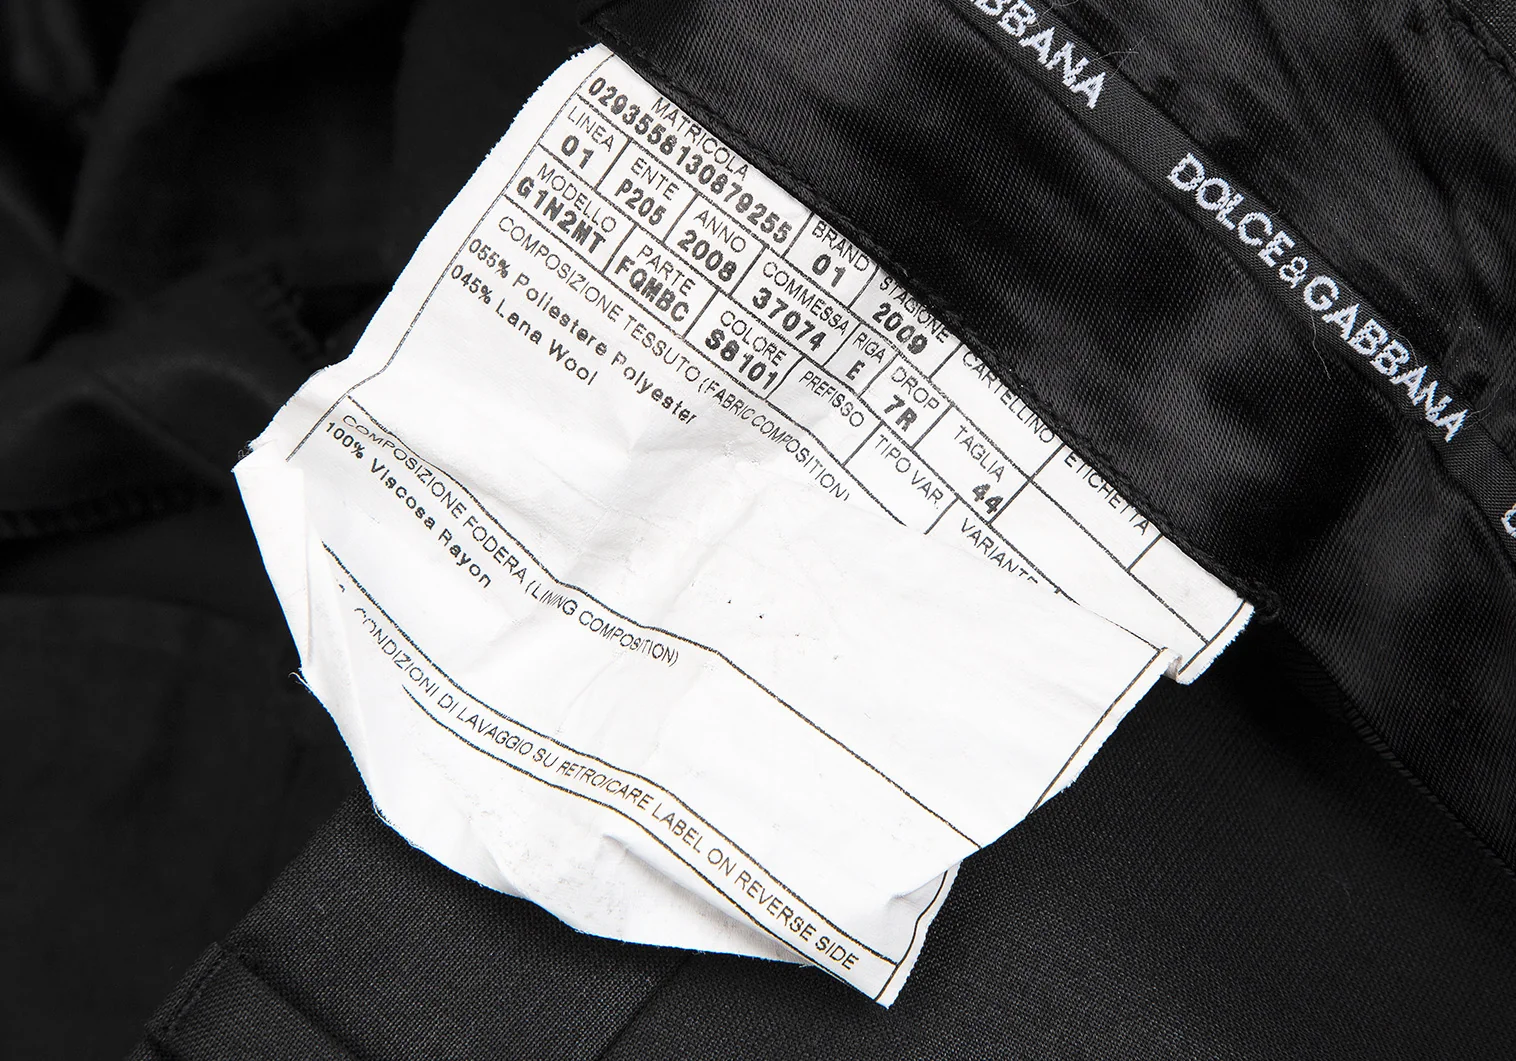 BBANA
DOLCE&GABBANA
D
MATRICOLA BRAND STAGIONE CARTELLINO ETICHETTA
0293558130879255 01 2009
LINEA ENTE ANNO COMMESSA RIGA DROP TAGLIA
01 P205 2008 37074 E 7R 44
MODELLO PARTE COLORE PREFISSO TIPO VAR. VARIANTE
G1N2MT FQMBC S8101
COMPOSIZIONE TESSUTO (FABRIC COMPOSITION)
055% Poliestere Polyester
045% Lana Wool
COMPOSIZIONE FODERA (LINING COMPOSITION)
100% Viscosa Rayon
CONDIZIONI DI LAVAGGIO SU RETRO/CARE LABEL ON REVERSE SIDE